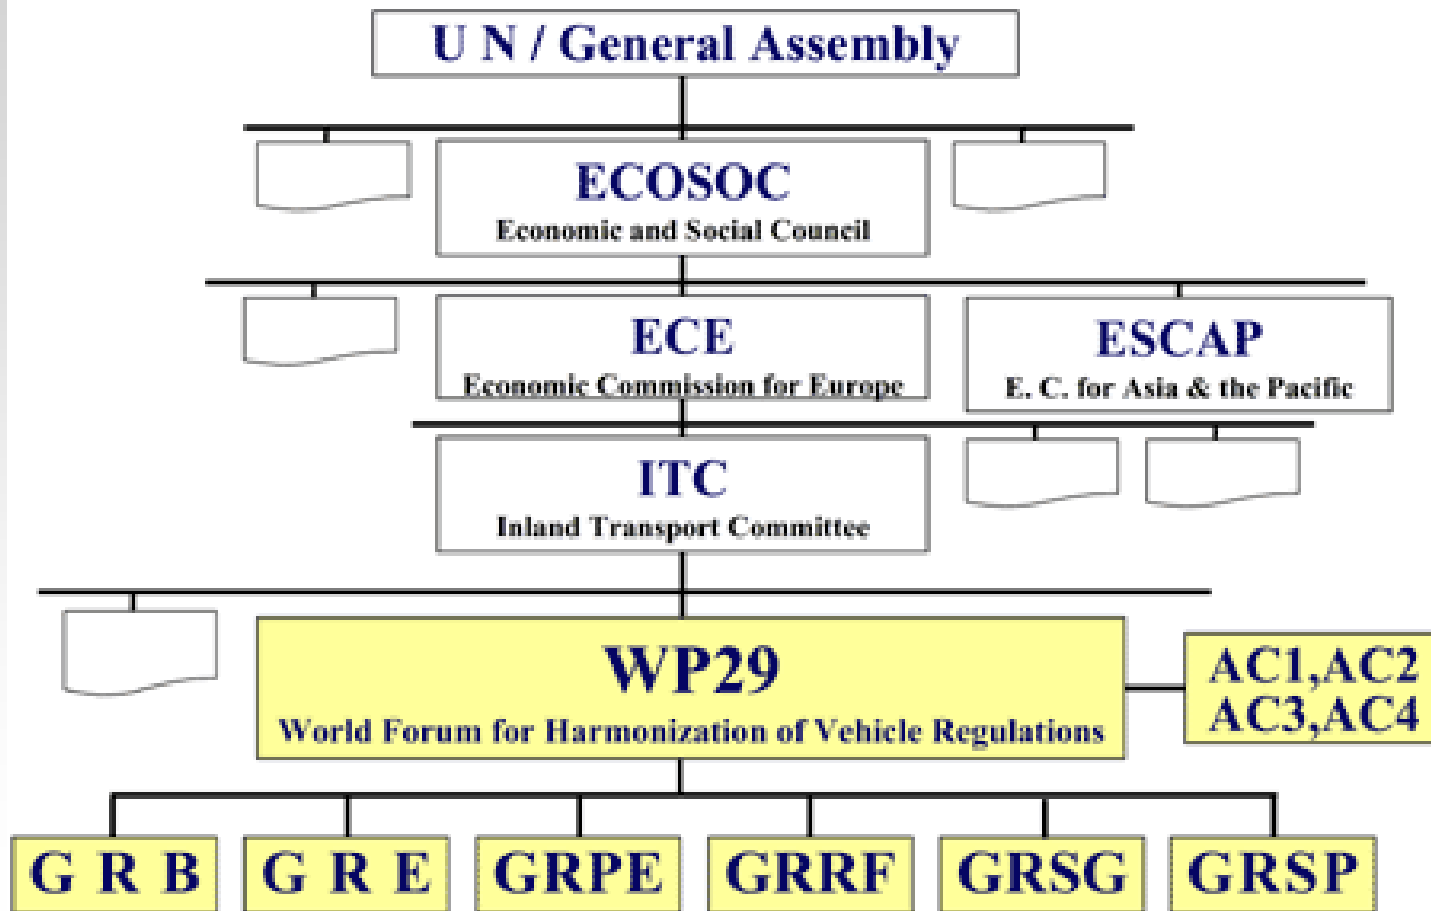 U N / General Assembly
ECOSOC
Economic and Social Council
ECE
Economic Commission for Europe
ESCAP
E. C. for Asia & the Pacific
ITC
Inland Transport Committee
WP29
World Forum for Harmonization of Vehicle Regulations
AC1,AC2
AC3,AC4
G R B
G R E
GRPE
GRRF
GRSG
GRSP